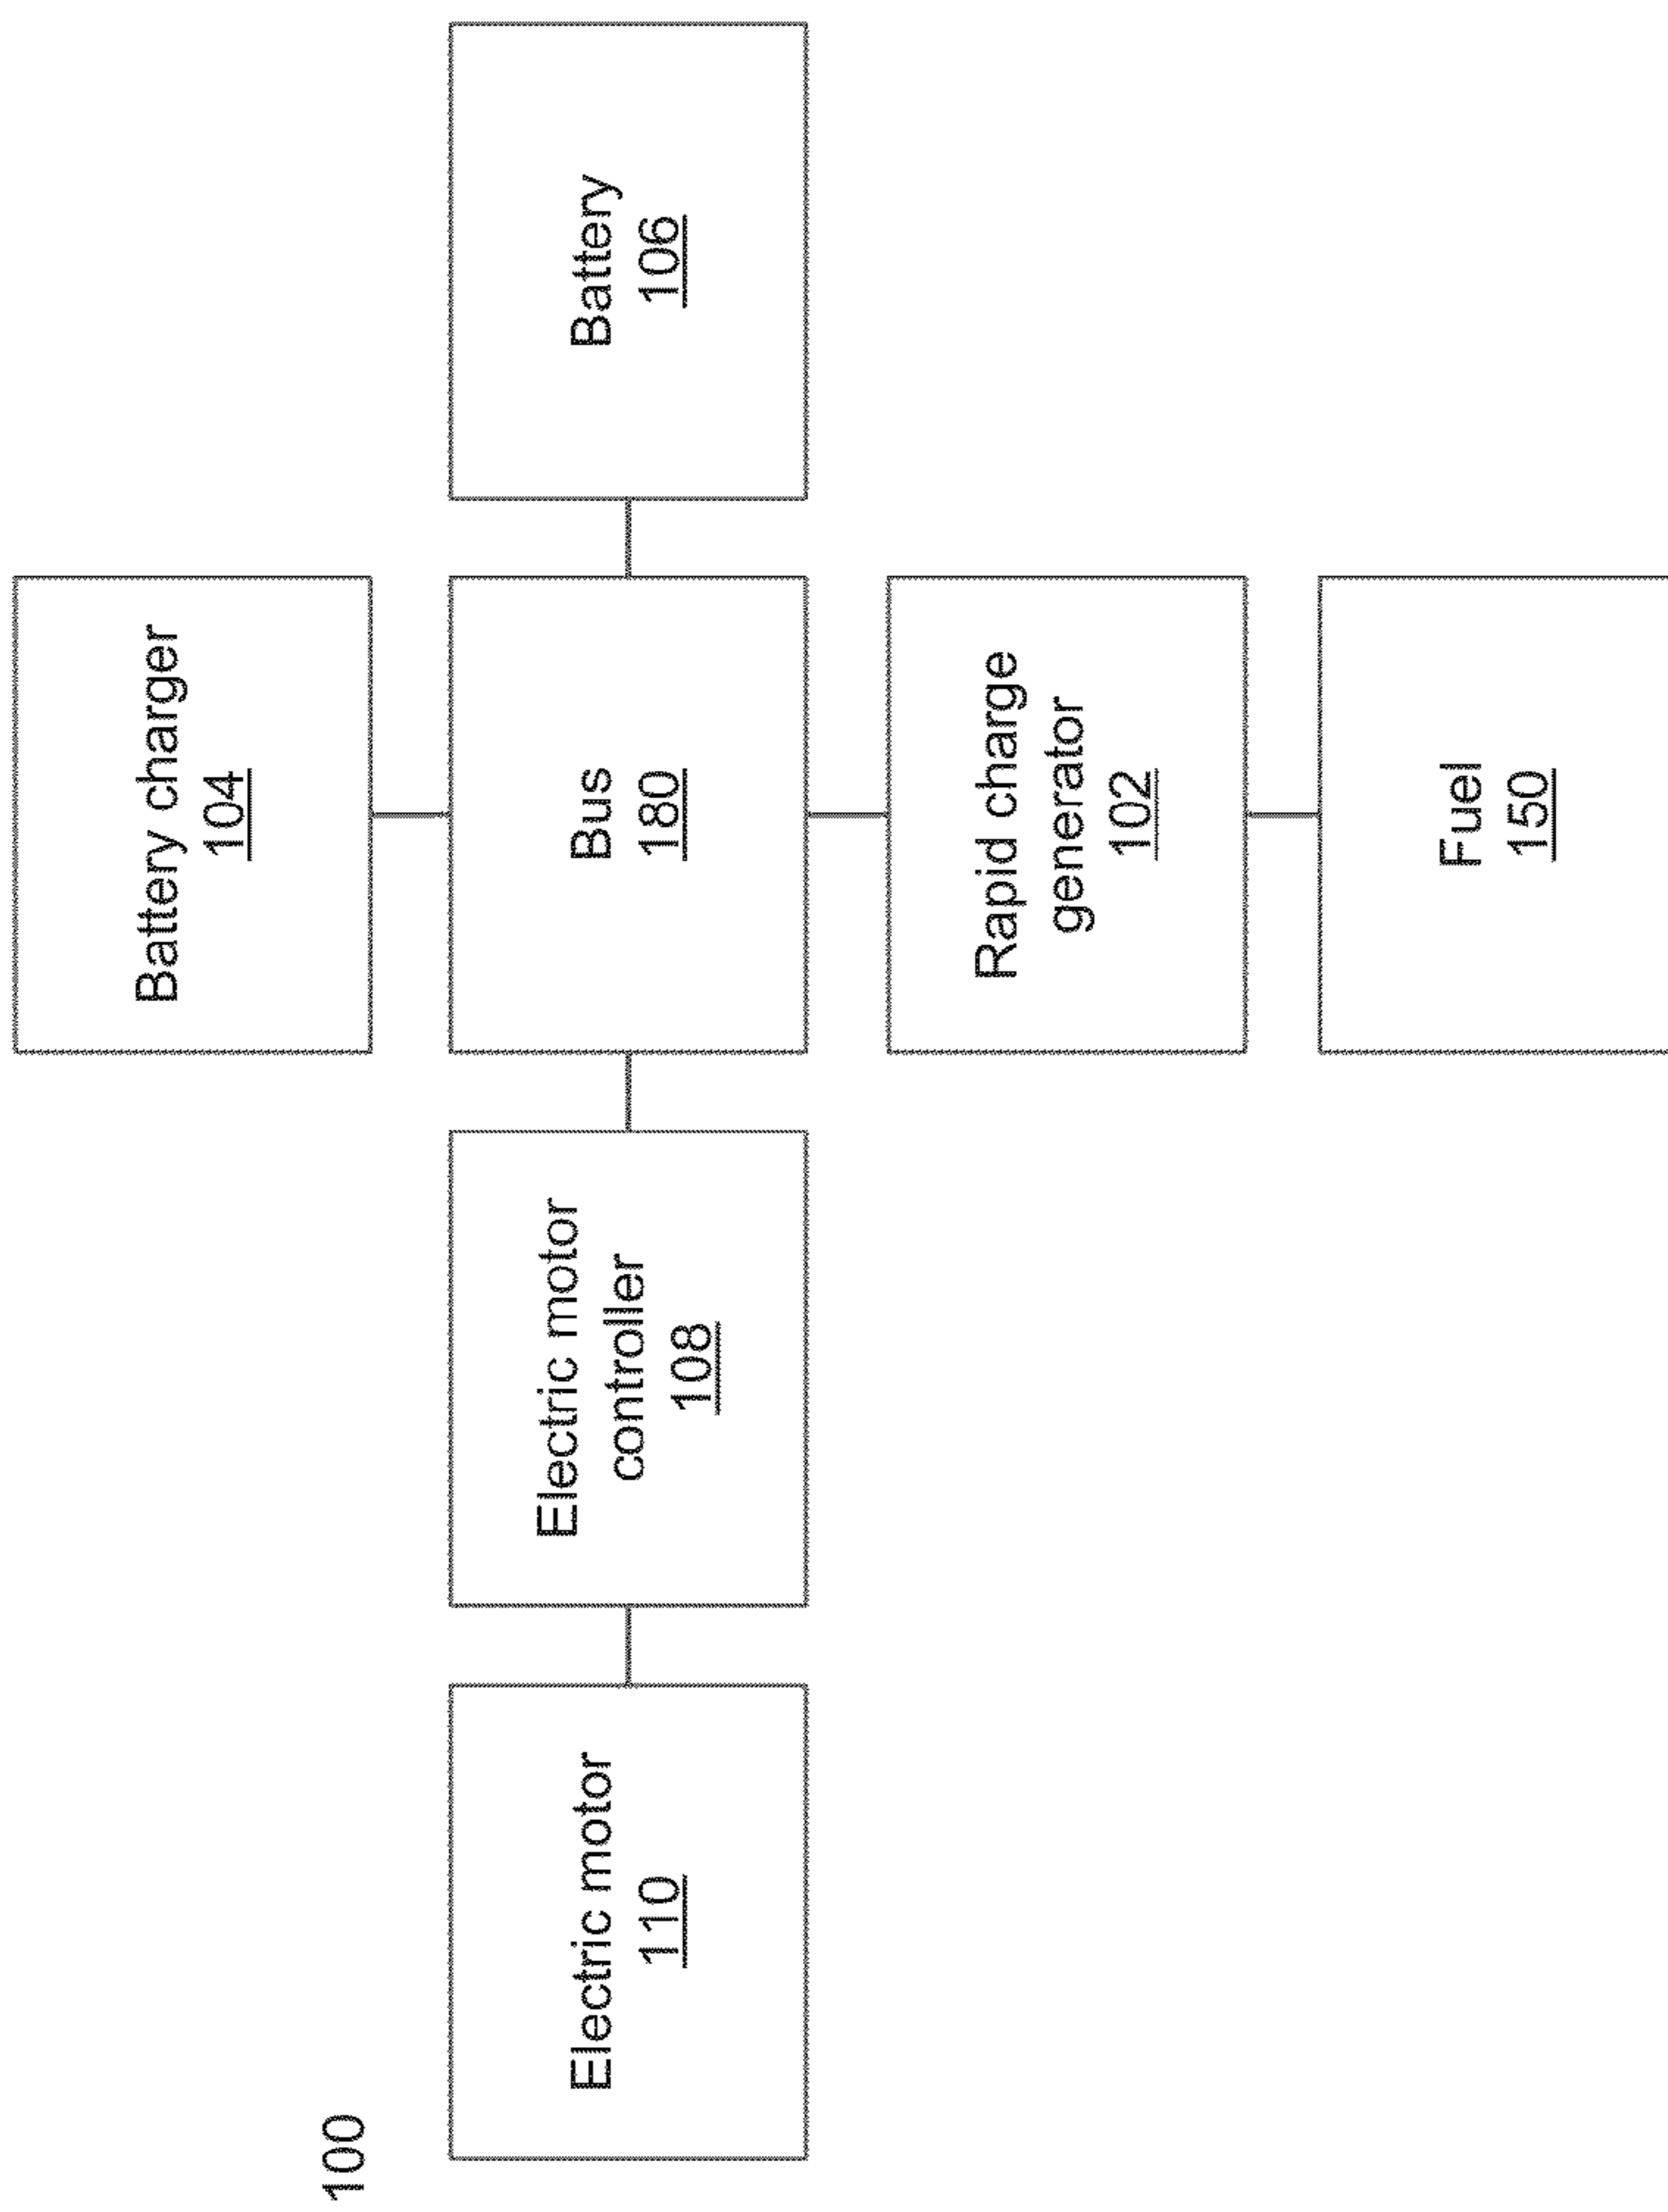 100
Battery charger
104
Electric motor
110
Electric motor
controller
108
Bus
180
Battery
106
Rapid charge
generator
102
Fuel
150